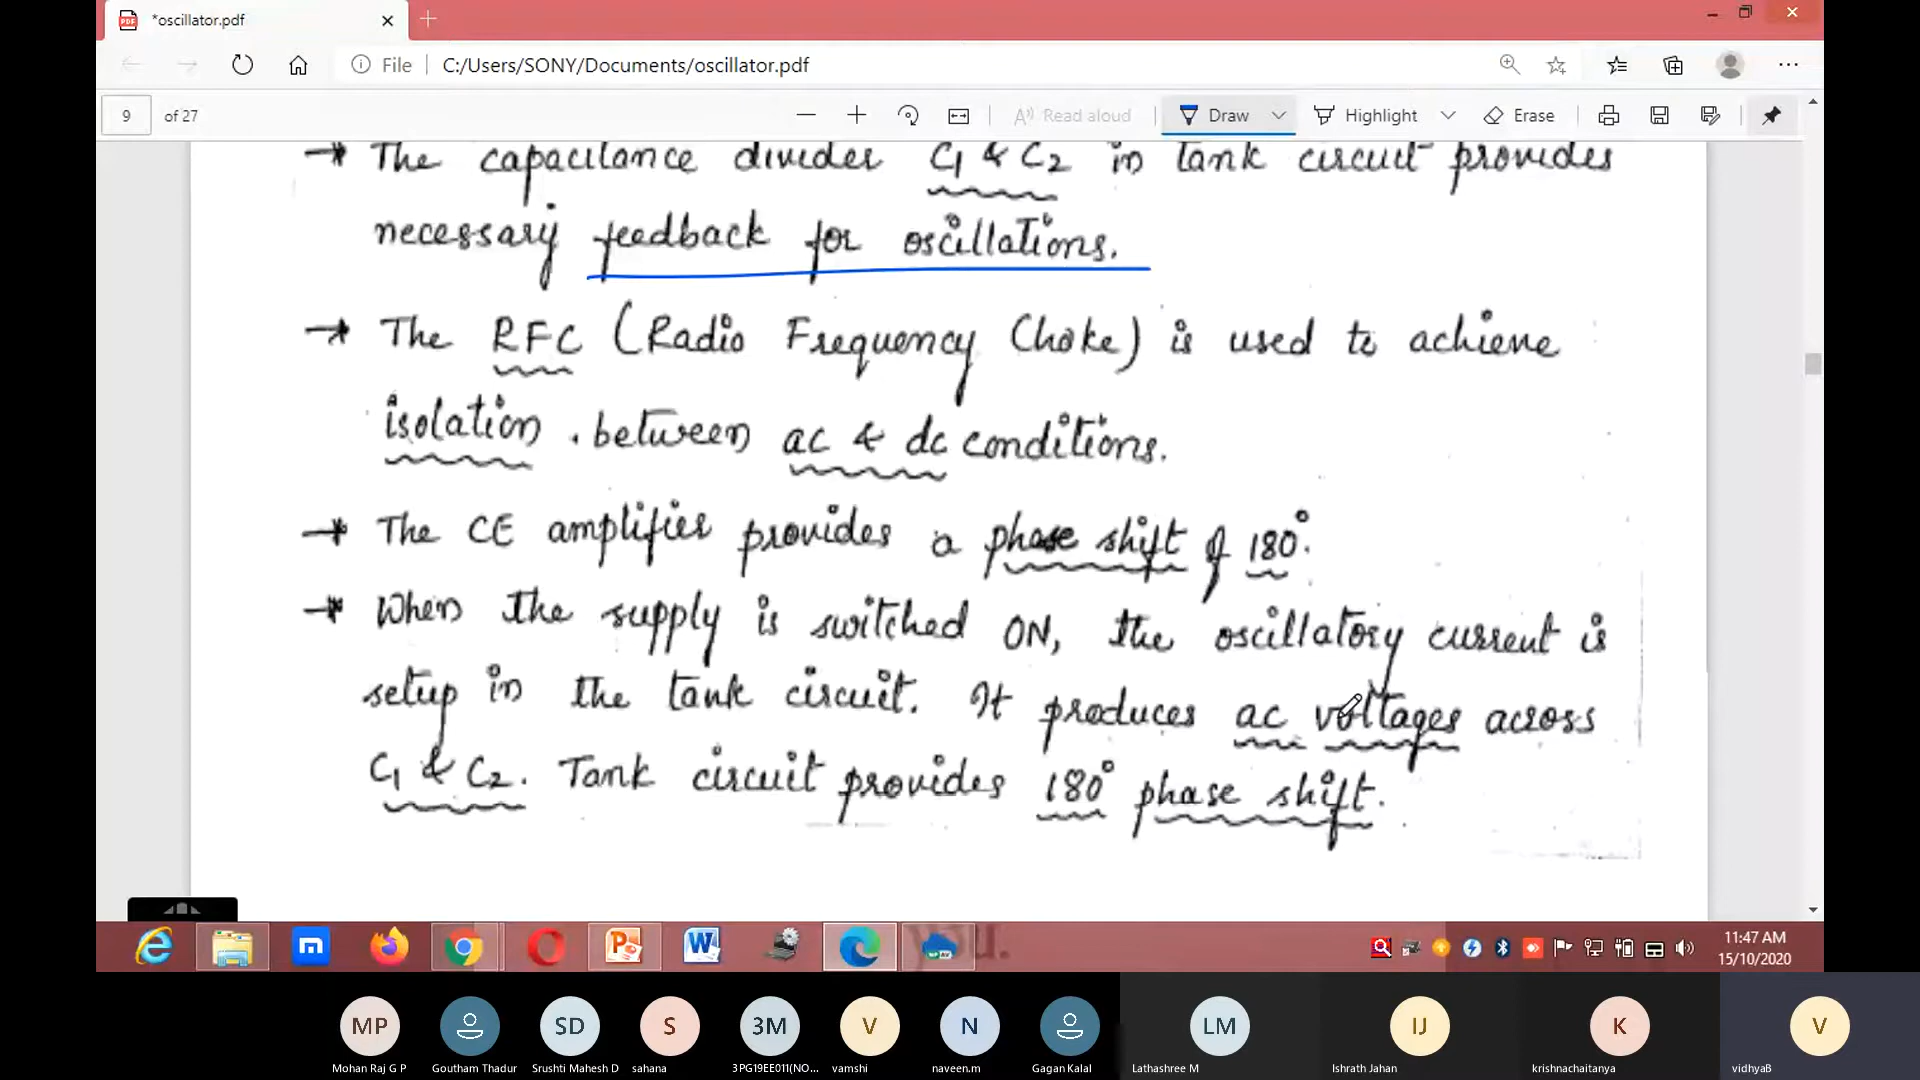 *oscillator.pdf
File C:/Users/SONY/Documents/oscillator.pdf
9 of 27 Read aloud Draw Highlight Erase
→ The capacitance divider C1 & C2 in tank circuit provides
necessary feedback for oscillations.
→ The RFC (Radio Frequency Choke) is used to achieve
isolation between ac & dc conditions.
→ The CE amplifier provides a phase shift of 180°.
→ When the supply is switched ON, the oscillatory current is
setup in the tank circuit. It produces ac voltages across
C1 & C2. Tank circuit provides 180° phase shift.
you.
11:47 AM
15/10/2020
MP SD S 3M V N LM IJ K V
Mohan Raj G P Goutham Thadur Srushti Mahesh D sahana 3PG19EE011(NO... vamshi naveen.m Gagan Kalal Lathashree M Ishrath Jahan krishnachaitanya vidhyaB